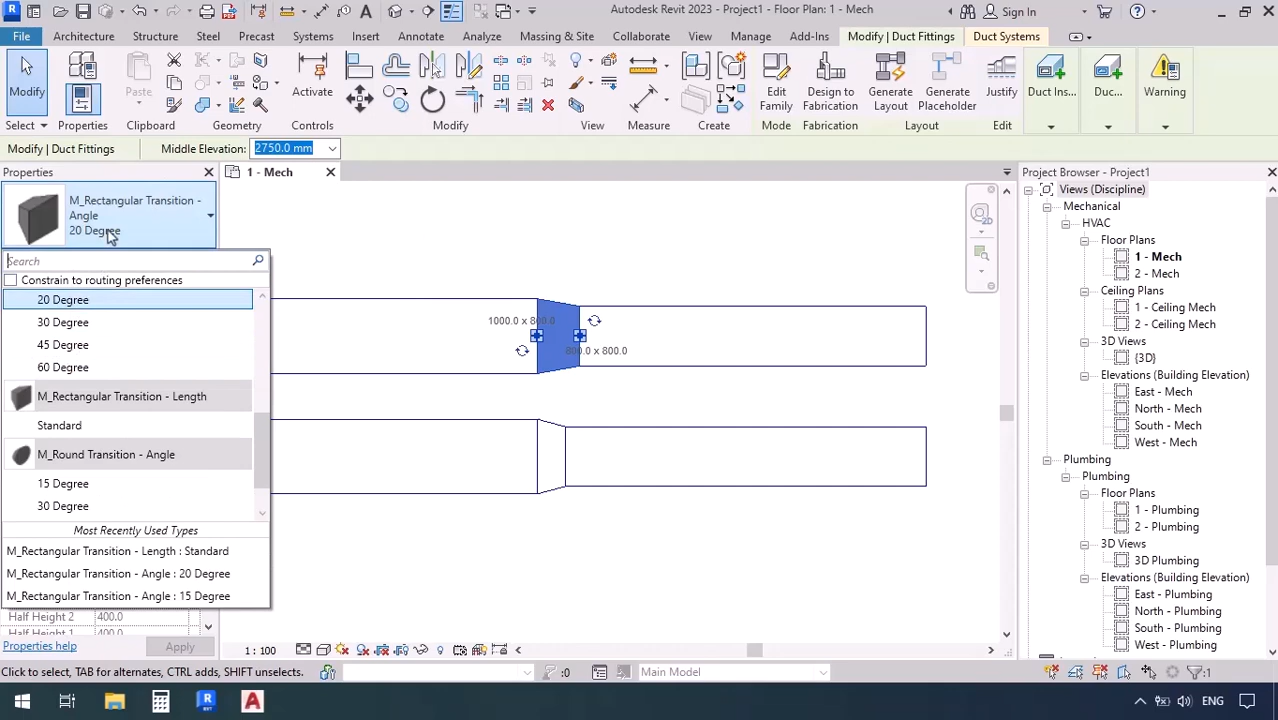 Autodesk Revit 2023 - Project1 - Floor Plan: 1 - Mech
Sign In
File
Architecture
Structure
Steel
Precast
Systems
Insert
Annotate
Analyze
Massing & Site
Collaborate
View
Manage
Add-Ins
Modify | Duct Fittings
Duct Systems
Modify
Paste
Activate
Edit
Family
Design to
Fabrication
Generate
Layout
Generate
Placeholder
Justify
Duct Ins...
Duc...
Warning
Select
Properties
Clipboard
Geometry
Controls
Modify
View
Measure
Create
Mode
Fabrication
Layout
Edit
Modify | Duct Fittings
Middle Elevation:
2750.0 mm
Properties
M_Rectangular Transition -
Angle
20 Degree
Search
Constrain to routing preferences
20 Degree
30 Degree
45 Degree
60 Degree
M_Rectangular Transition - Length
Standard
M_Round Transition - Angle
15 Degree
30 Degree
Most Recently Used Types
M_Rectangular Transition - Length : Standard
M_Rectangular Transition - Angle : 20 Degree
M_Rectangular Transition - Angle : 15 Degree
Half Height 2
400.0
Properties help
Apply
1 - Mech
1000.0 x 800.0
800.0 x 800.0
2D
1 : 100
Project Browser - Project1
Views (Discipline)
Mechanical
HVAC
Floor Plans
1 - Mech
2 - Mech
Ceiling Plans
1 - Ceiling Mech
2 - Ceiling Mech
3D Views
{3D}
Elevations (Building Elevation)
East - Mech
North - Mech
South - Mech
West - Mech
Plumbing
Plumbing
Floor Plans
1 - Plumbing
2 - Plumbing
3D Views
3D Plumbing
Elevations (Building Elevation)
East - Plumbing
North - Plumbing
South - Plumbing
West - Plumbing
Click to select, TAB for alternates, CTRL adds, SHIFT unselects.
:0
Main Model
:1
ENG